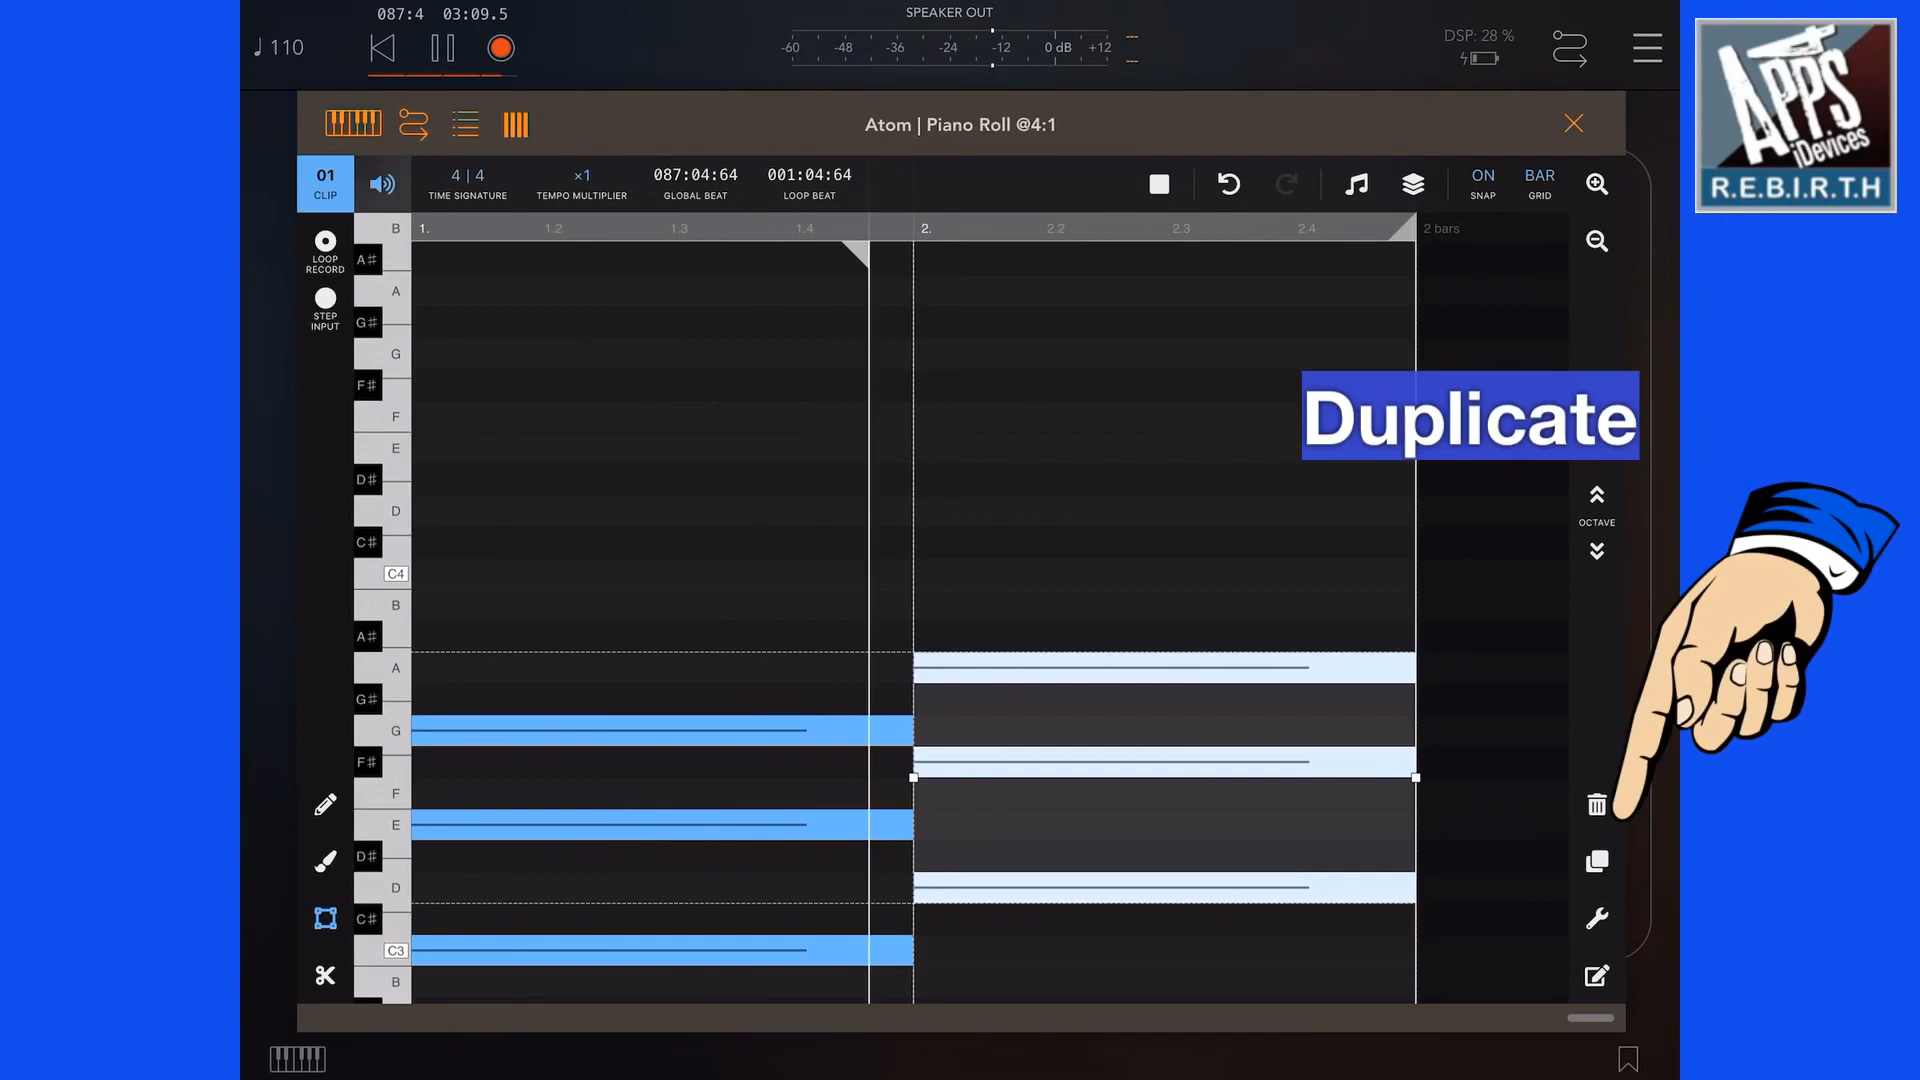 110
087:4 03:09.5
SPEAKER OUT
-60 -48 -36 -24 -12 0 dB +12
DSP: 28 %
APPS
iDevices
R.E.B.I.R.T.H
Atom | Piano Roll @4:1
01
CLIP
4 | 4
TIME SIGNATURE
×1
TEMPO MULTIPLIER
087:04:64
GLOBAL BEAT
001:04:64
LOOP BEAT
ON
SNAP
BAR
GRID
1. 1.2 1.3 1.4 2. 2.2 2.3 2.4 2 bars
LOOP
RECORD
STEP
INPUT
B
A#
A
G#
G
F#
F
E
D#
D
C#
C4
B
A#
A
G#
G
F#
F
E
D#
D
C#
C3
B
Duplicate
OCTAVE